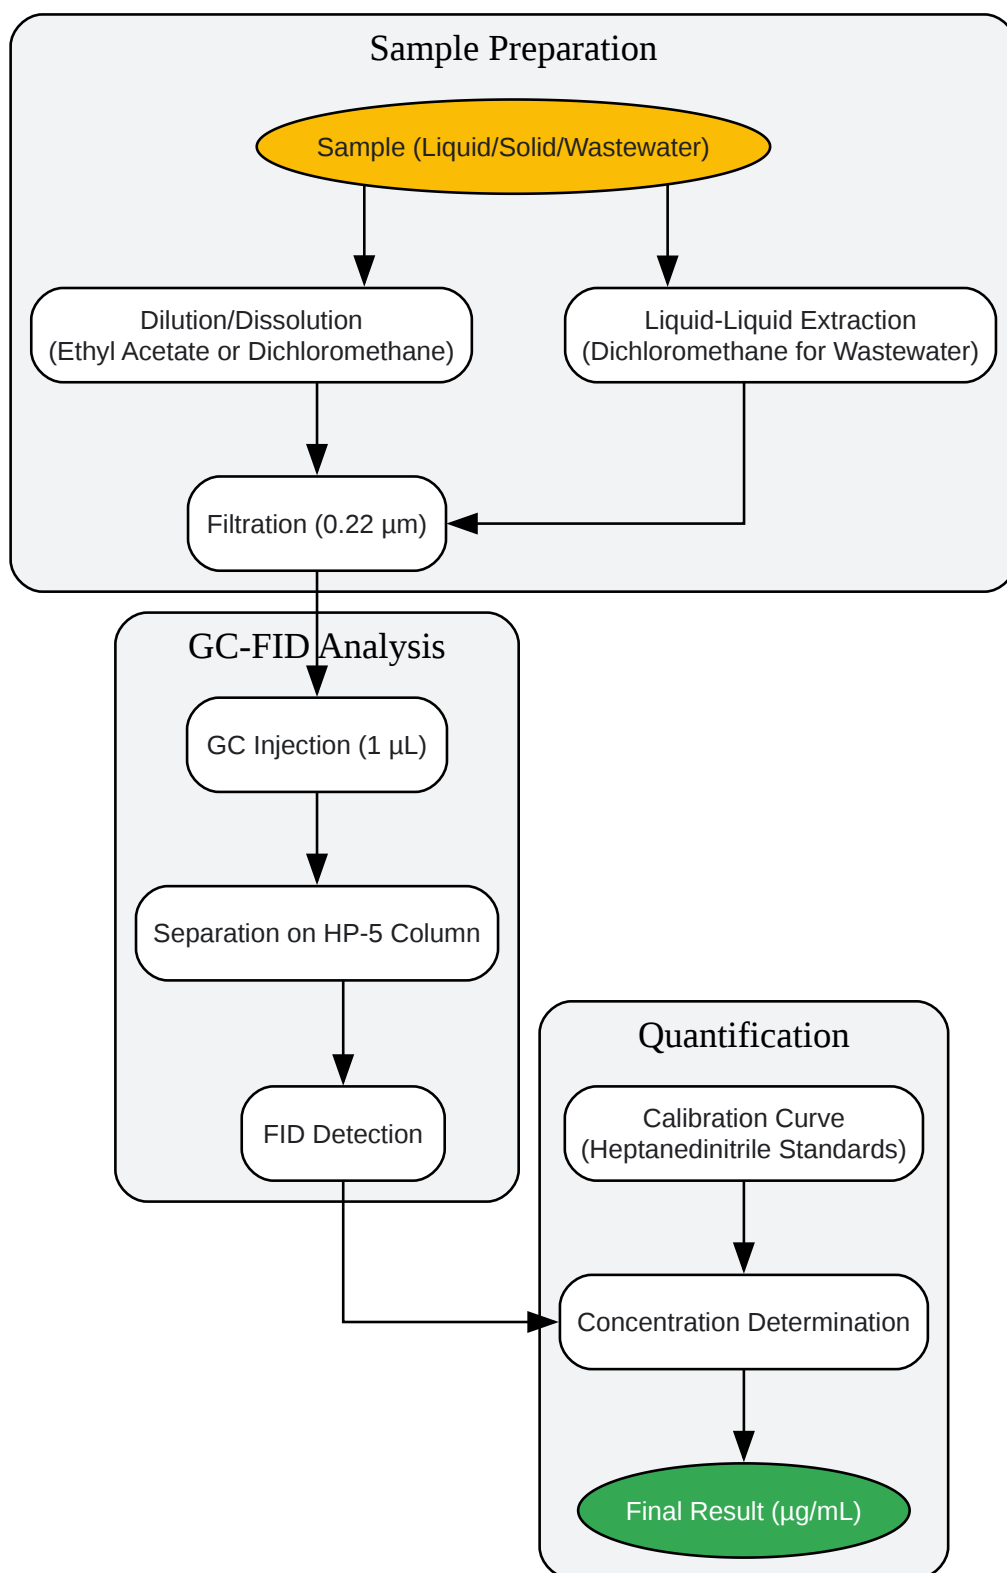 Sample Preparation
Sample (Liquid/Solid/Wastewater)
Dilution/Dissolution
(Ethyl Acetate or Dichloromethane)
Liquid-Liquid Extraction
(Dichloromethane for Wastewater)
Filtration (0.22 µm)
GC-FID Analysis
GC Injection (1 µL)
Separation on HP-5 Column
FID Detection
Quantification
Calibration Curve
(Heptanedinitrile Standards)
Concentration Determination
Final Result (µg/mL)